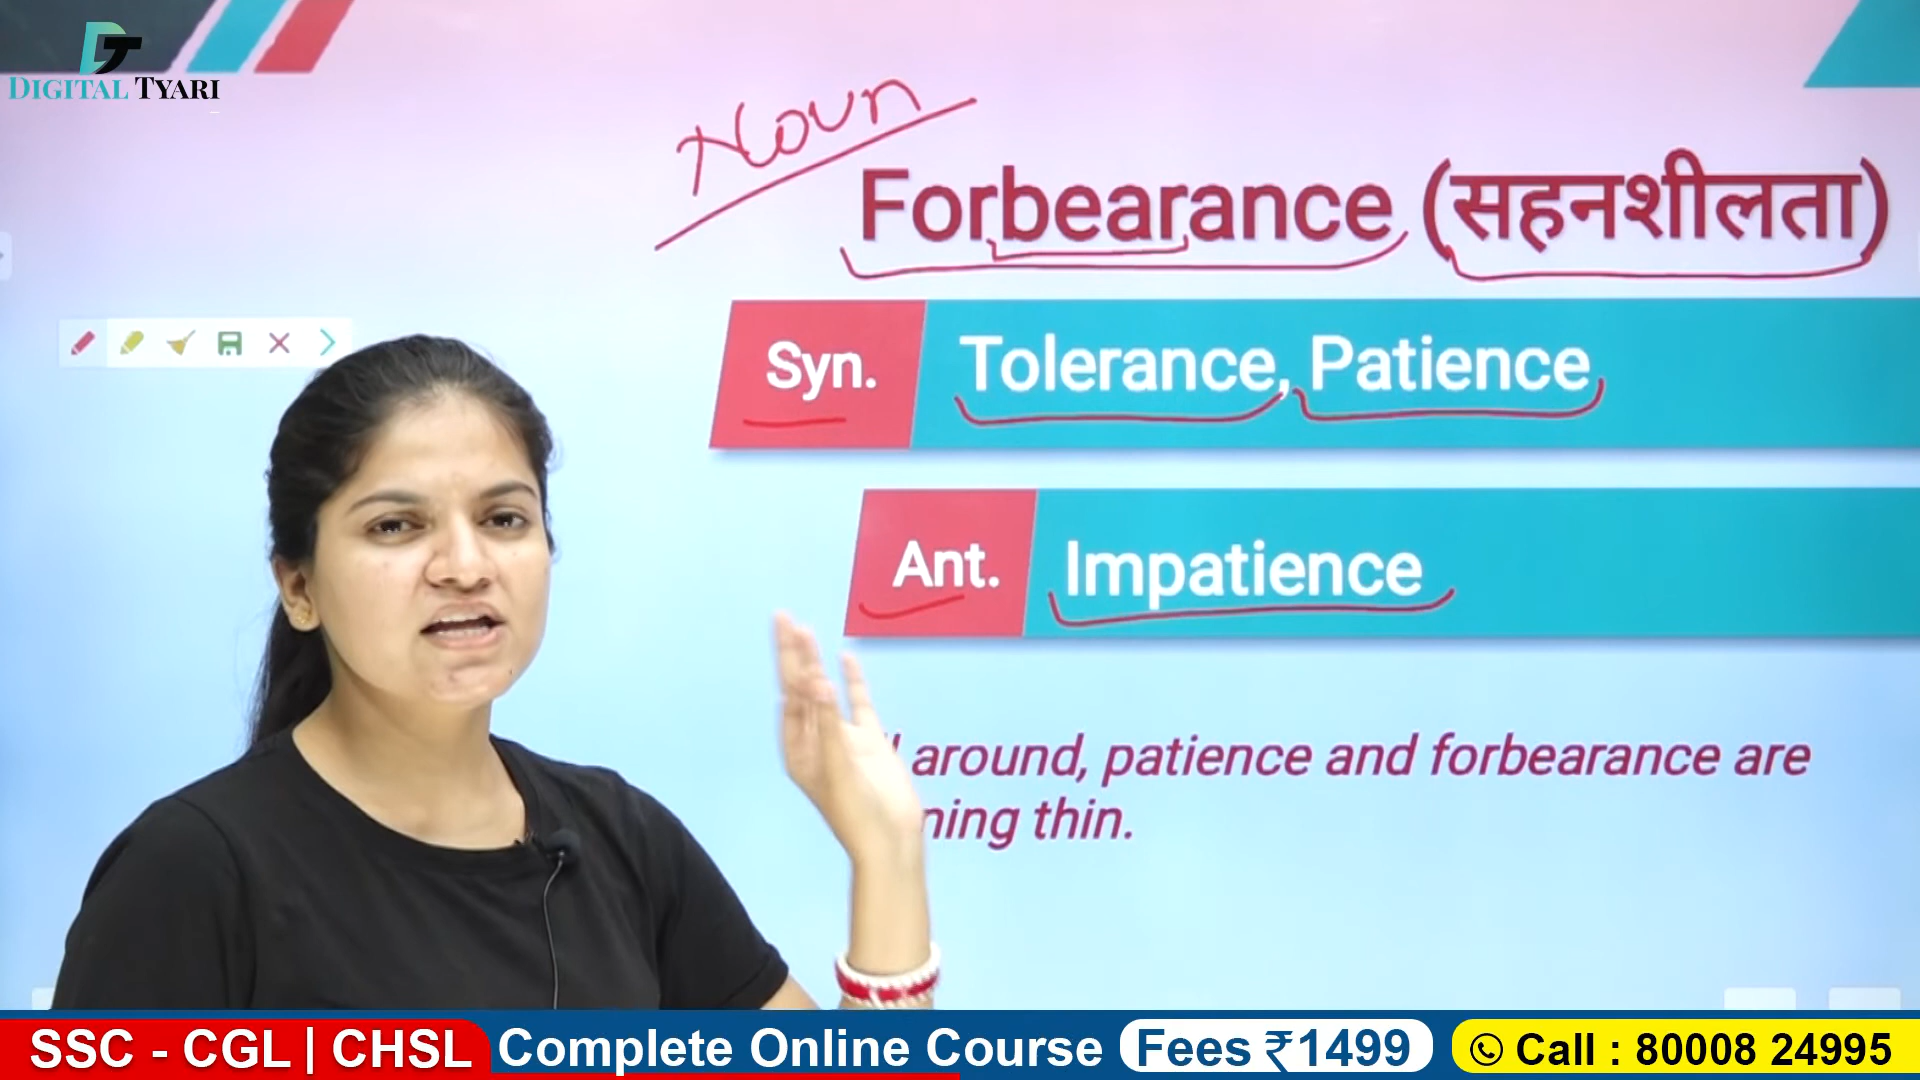 DT
DIGITAL TYARI
Noun
Forbearance (सहनशीलता)
Syn.
Tolerance, Patience
Ant.
Impatience
around, patience and forbearance are
thin.
SSC - CGL | CHSL
Complete Online Course
Fees ₹1499
Call : 80008 24995